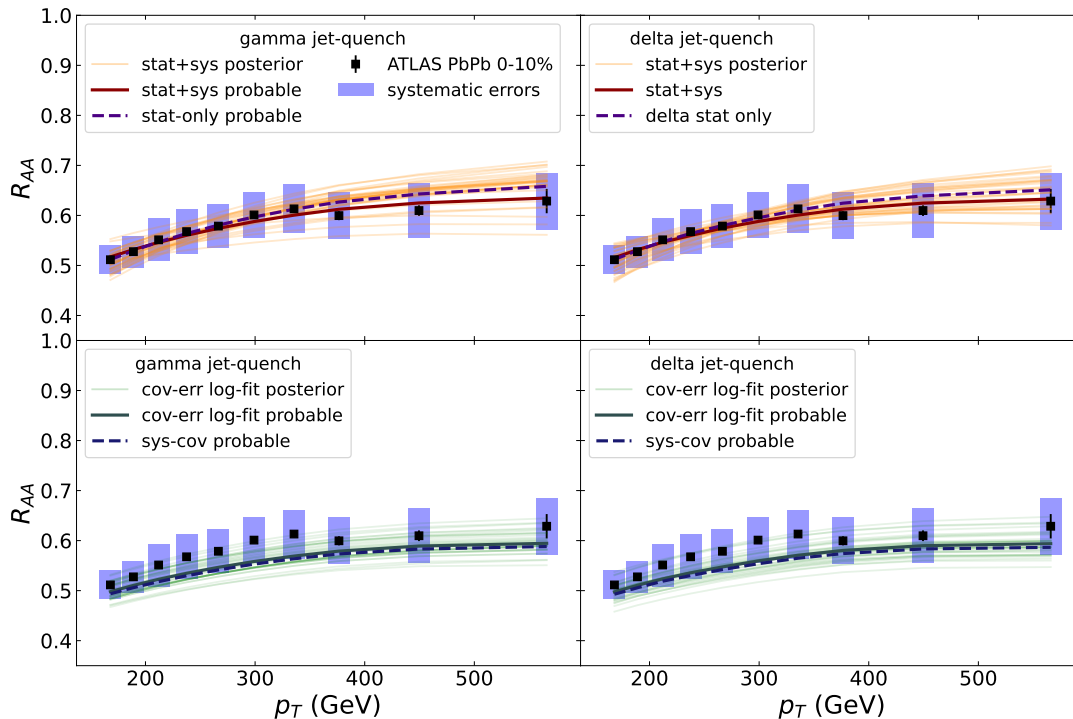 gamma jet-quench
stat+sys posterior
stat+sys probable
stat-only probable
ATLAS PbPb 0-10%
systematic errors
delta jet-quench
stat+sys posterior
stat+sys
delta stat only
1.0
0.9
0.8
0.7
0.6
0.5
0.4
R_AA
gamma jet-quench
cov-err log-fit posterior
cov-err log-fit probable
sys-cov probable
delta jet-quench
cov-err log-fit posterior
cov-err log-fit probable
sys-cov probable
1.0
0.9
0.8
0.7
0.6
0.5
0.4
R_AA
200 300 400 500
200 300 400 500
p_T (GeV)
p_T (GeV)